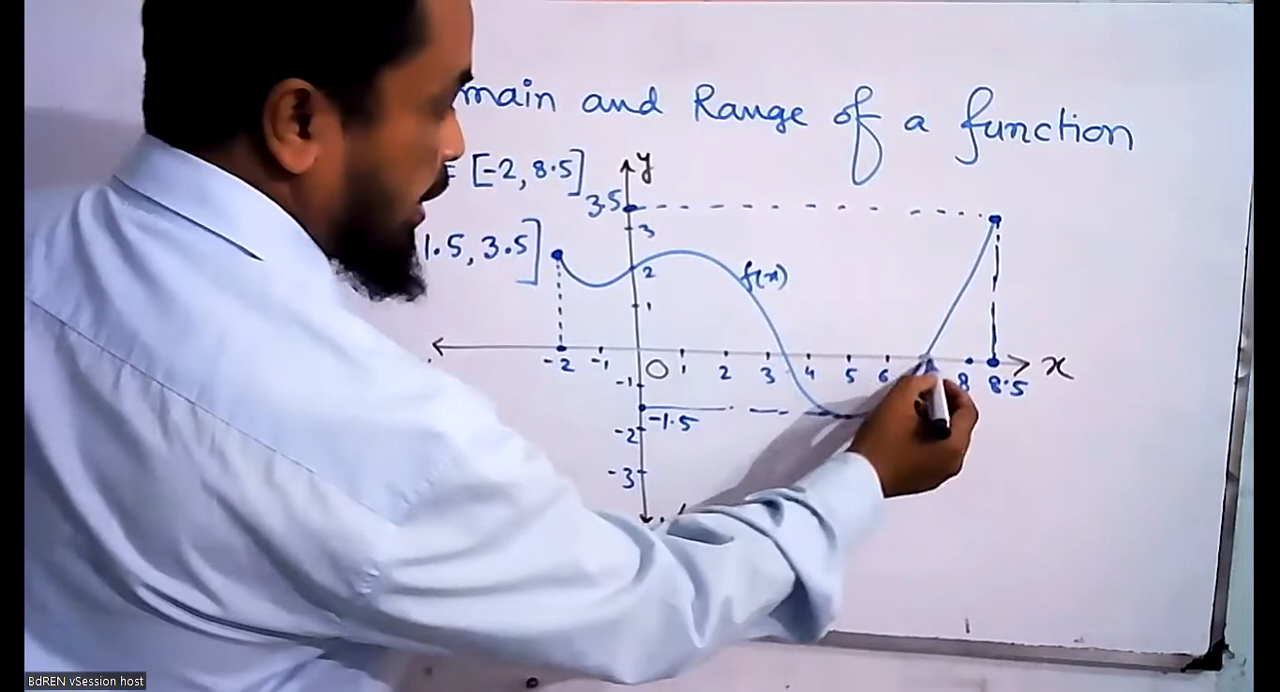 main and Range of a function
= [-2, 8.5]
1.5, 3.5]
y
3.5
3
2
1
f(x)
-2 -1 O 1 2 3 4 5 6 8 8.5 x
-1
-1.5
-2
-3
BdREN vSession host